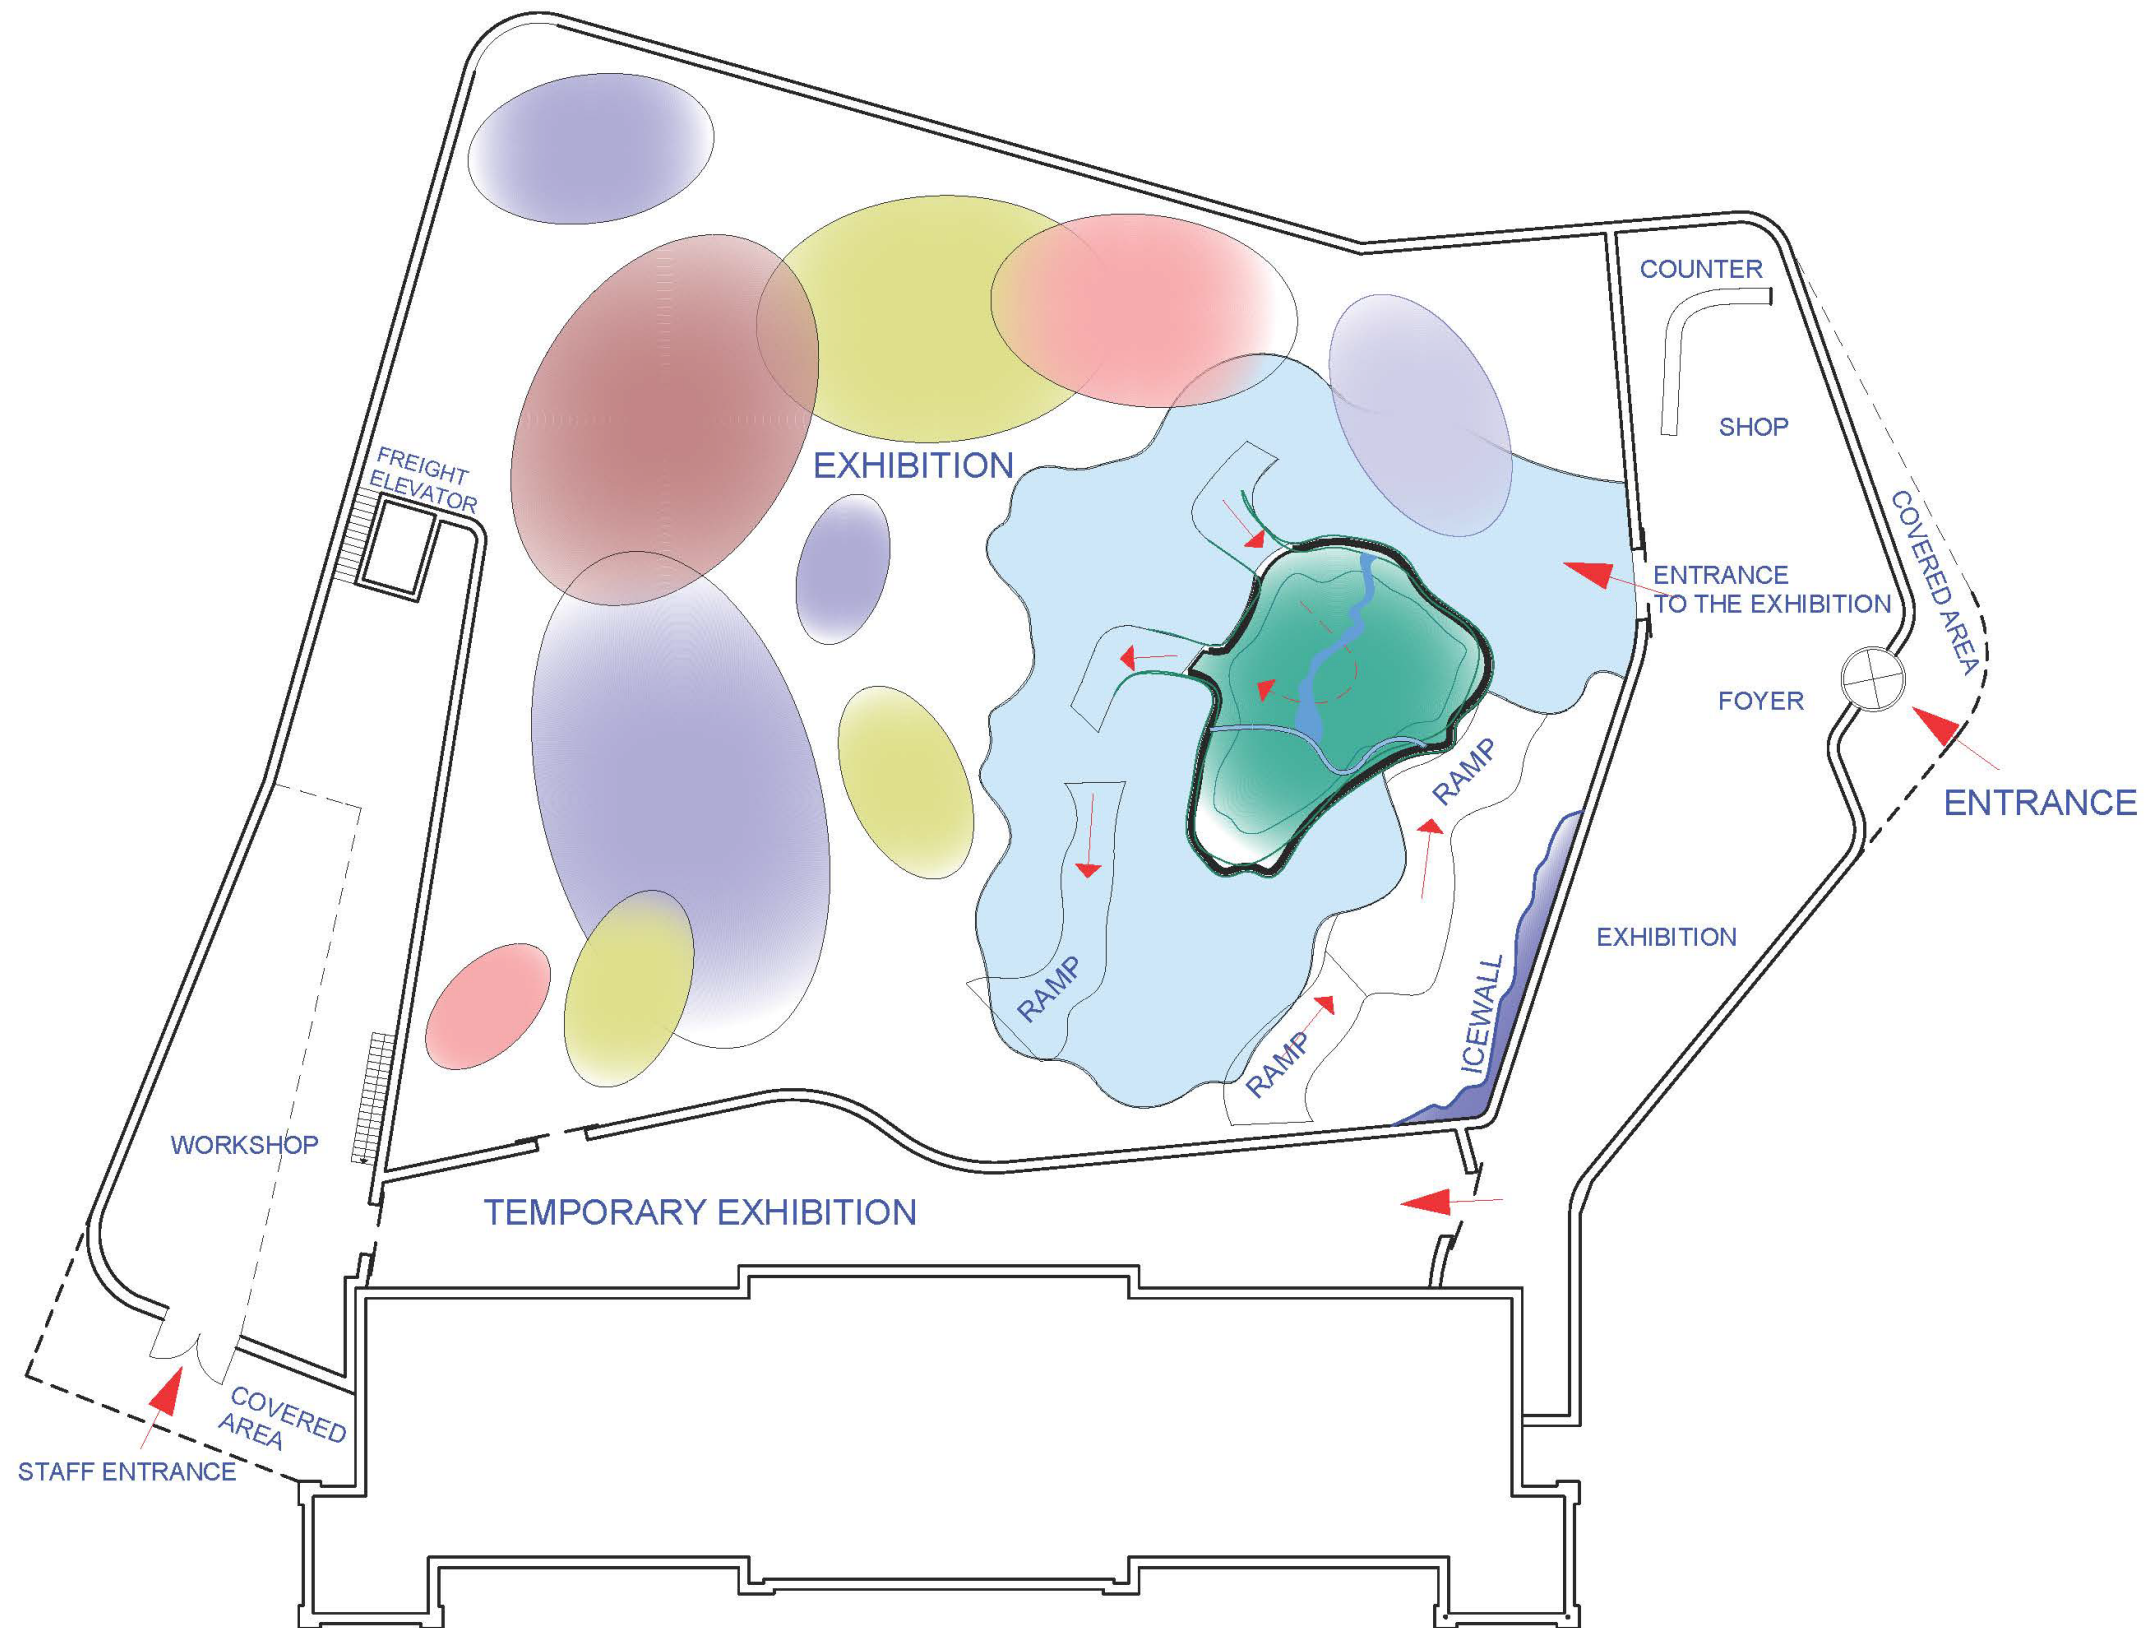 COUNTER
SHOP
FREIGHT
ELEVATOR
EXHIBITION
COVERED AREA
ENTRANCE
TO THE EXHIBITION
FOYER
RAMP
ENTRANCE
EXHIBITION
RAMP
ICEWALL
RAMP
WORKSHOP
TEMPORARY EXHIBITION
COVERED
AREA
STAFF ENTRANCE